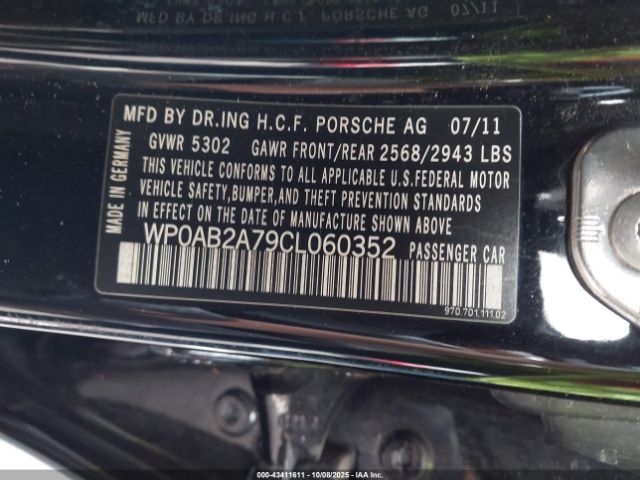 MFD BY DR.ING H.C.F. PORSCHE AG 07/11
GVWR 5302 GAWR FRONT/REAR 2568/2943 LBS
THIS VEHICLE CONFORMS TO ALL APPLICABLE U.S.FEDERAL MOTOR
VEHICLE SAFETY,BUMPER,AND THEFT PREVENTION STANDARDS
IN EFFECT ON THE DATE OF MANUFACTURE SHOWN ABOVE.
WP0AB2A79CL060352 PASSENGER CAR
MADE IN GERMANY
970.701.111.02
000-43411611 - 10/08/2025 - IAAI.COM